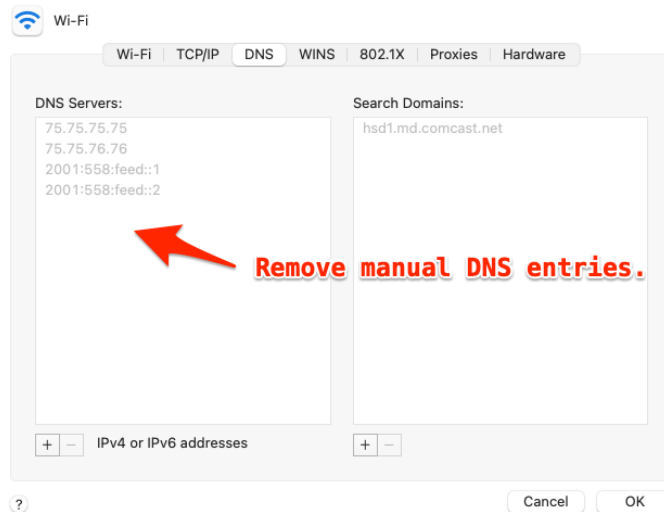 Wi-Fi
Wi-Fi TCP/IP DNS WINS 802.1X Proxies Hardware
DNS Servers:
75.75.75.75
75.75.76.76
2001:558:feed::1
2001:558:feed::2
Search Domains:
hsd1.md.comcast.net
Remove manual DNS entries.
+ − IPv4 or IPv6 addresses
+ −
? Cancel OK